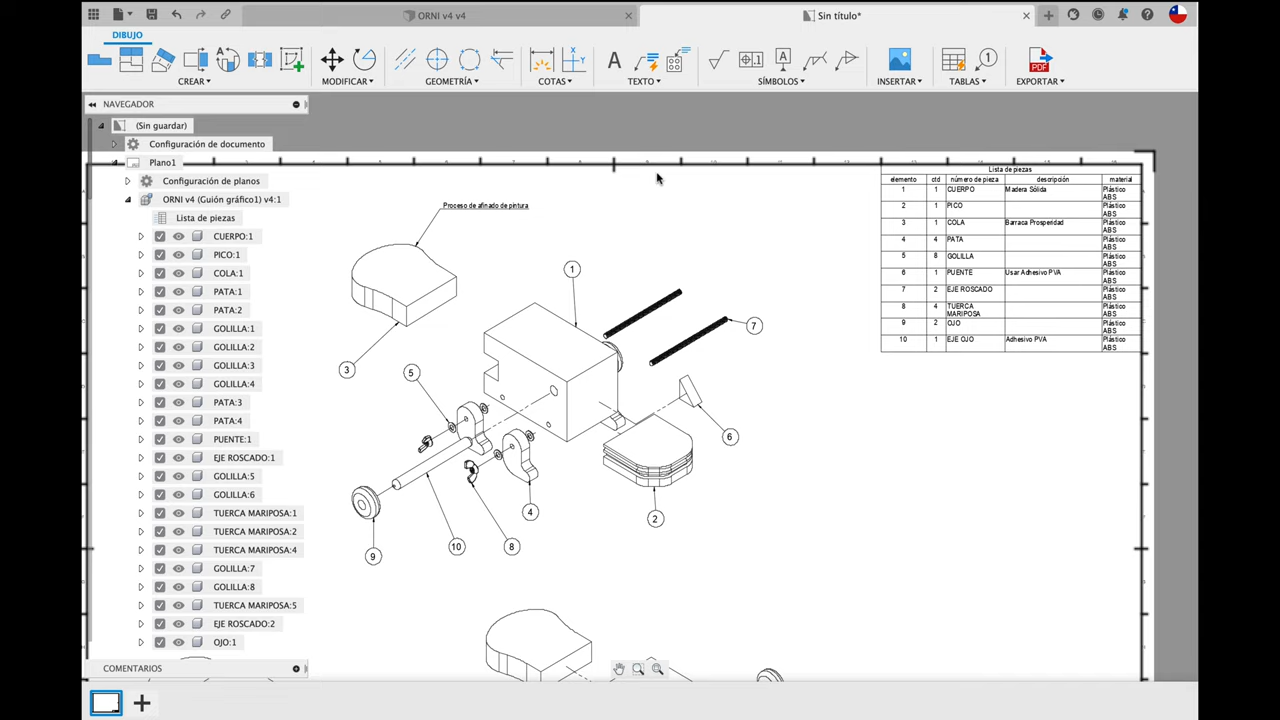 ORNI v4 v4
Sin título*
DIBUJO
CREAR
MODIFICAR
GEOMETRÍA
COTAS
TEXTO
SÍMBOLOS
INSERTAR
TABLAS
EXPORTAR
NAVEGADOR
(Sin guardar)
Configuración de documento
Plano1
Configuración de planos
ORNI v4 (Guión gráfico1) v4:1
Lista de piezas
CUERPO:1
PICO:1
COLA:1
PATA:1
PATA:2
GOLILLA:1
GOLILLA:2
GOLILLA:3
GOLILLA:4
PATA:3
PATA:4
PUENTE:1
EJE ROSCADO:1
GOLILLA:5
GOLILLA:6
TUERCA MARIPOSA:1
TUERCA MARIPOSA:2
TUERCA MARIPOSA:4
GOLILLA:7
GOLILLA:8
TUERCA MARIPOSA:5
EJE ROSCADO:2
OJO:1
COMENTARIOS
Proceso de afinado de pintura
1
7
3
5
6
4
2
10
8
9
Lista de piezas
elemento ctd número de pieza descripción material
1 1 CUERPO Madera Sólida Plástico
ABS
2 1 PICO Plástico
ABS
3 1 COLA Barraca Prosperidad Plástico
ABS
4 4 PATA Plástico
ABS
5 8 GOLILLA Plástico
ABS
6 1 PUENTE Usar Adhesivo PVA Plástico
ABS
7 2 EJE ROSCADO Plástico
ABS
8 4 TUERCA Plástico
MARIPOSA ABS
9 2 OJO Plástico
ABS
10 1 EJE OJO Adhesivo PVA Plástico
ABS